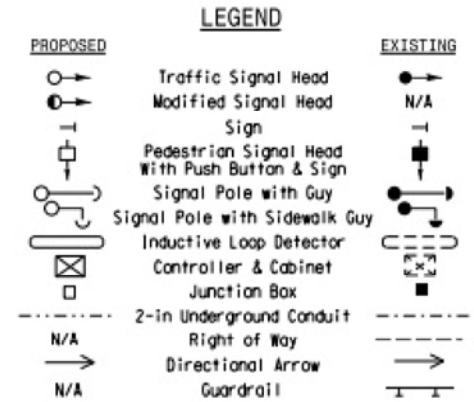 LEGEND
PROPOSED EXISTING
Traffic Signal Head
Modified Signal Head N/A
Sign
Pedestrian Signal Head
With Push Button & Sign
Signal Pole with Guy
Signal Pole with Sidewalk Guy
Inductive Loop Detector
Controller & Cabinet
Junction Box
2-in Underground Conduit
N/A Right of Way
Directional Arrow
N/A Guardrail